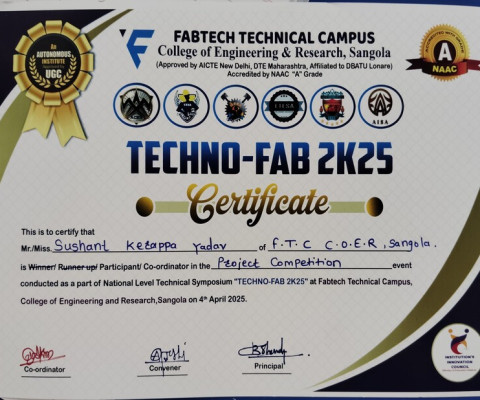 An
AUTONOMOUS
INSTITUTE
UGC
FABTECH TECHNICAL CAMPUS
College of Engineering & Research, Sangola
(Approved by AICTE New Delhi, DTE Maharashtra, Affiliated to DBATU Lonare)
Accredited by NAAC "A" Grade
A
NAAC
AIBA
TECHNO-FAB 2K25
Certificate
This is to certify that
Mr./Miss. Sushant Kerappa Yadav of F.T.C C.O.E.R, Sangola.
is Winner/ Runner up/ Participant/ Co-ordinator in the Project Competition event
conducted as a part of National Level Technical Symposium "TECHNO-FAB 2K25" at Fabtech Technical Campus,
College of Engineering and Research,Sangola on 4th April 2025.
Co-ordinator
Convener
Principal
INSTITUTION'S
INNOVATION
COUNCIL